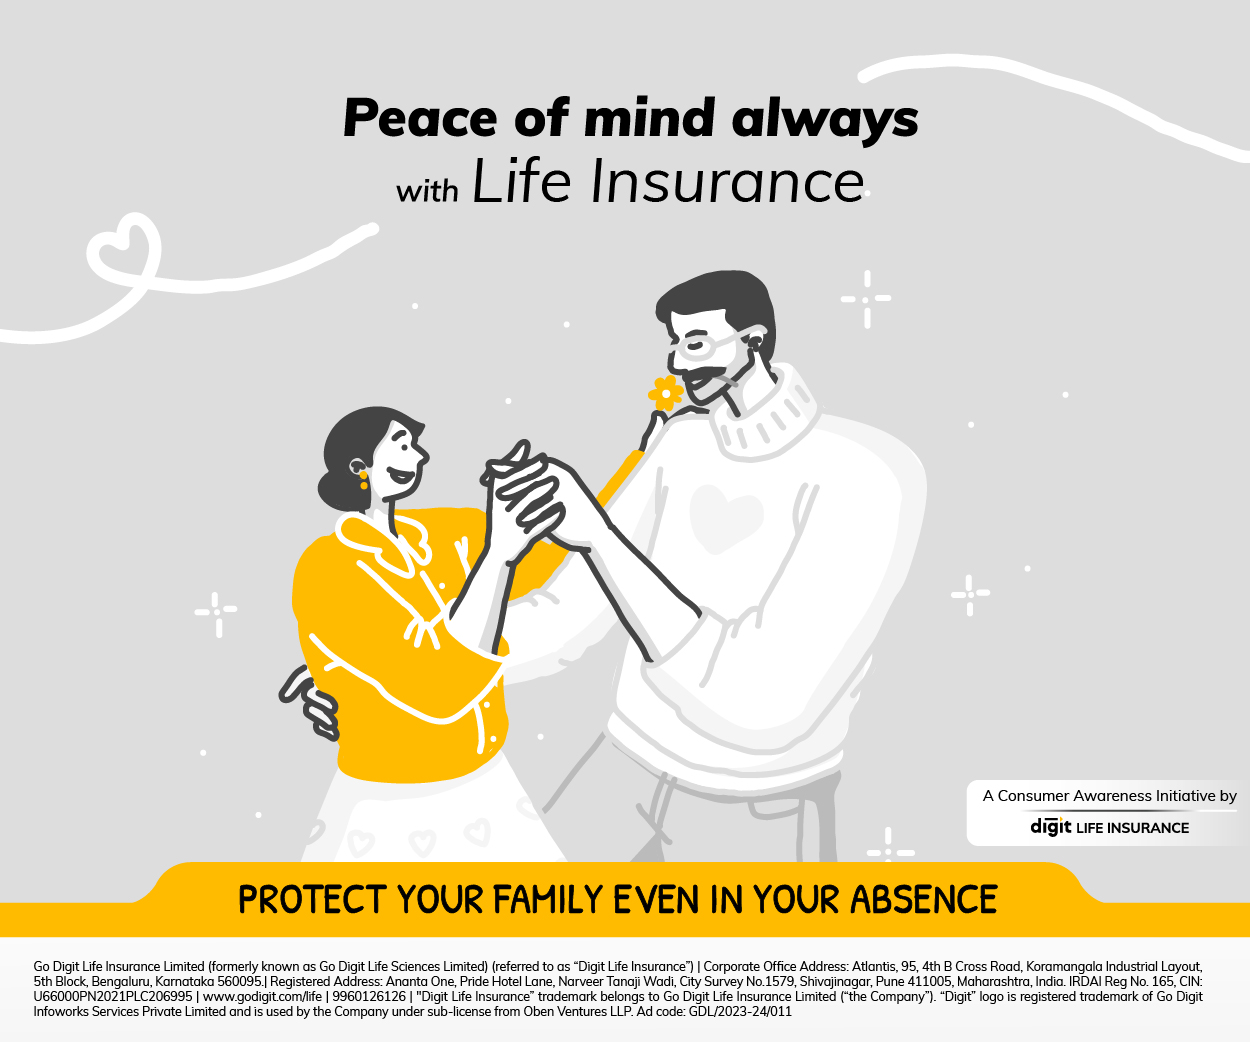 Peace of mind always
with Life Insurance
A Consumer Awareness Initiative by
digit LIFE INSURANCE
PROTECT YOUR FAMILY EVEN IN YOUR ABSENCE
Go Digit Life Insurance Limited (formerly known as Go Digit Life Sciences Limited) (referred to as “Digit Life Insurance”) | Corporate Office Address: Atlantis, 95, 4th B Cross Road, Koramangala Industrial Layout,
5th Block, Bengaluru, Karnataka 560095.| Registered Address: Ananta One, Pride Hotel Lane, Narveer Tanaji Wadi, City Survey No.1579, Shivajinagar, Pune 411005, Maharashtra, India. IRDAI Reg No. 165, CIN:
U66000PN2021PLC206995 | www.godigit.com/life | 9960126126 | "Digit Life Insurance” trademark belongs to Go Digit Life Insurance Limited (“the Company”). “Digit” logo is registered trademark of Go Digit
Infoworks Services Private Limited and is used by the Company under sub-license from Oben Ventures LLP. Ad code: GDL/2023-24/011